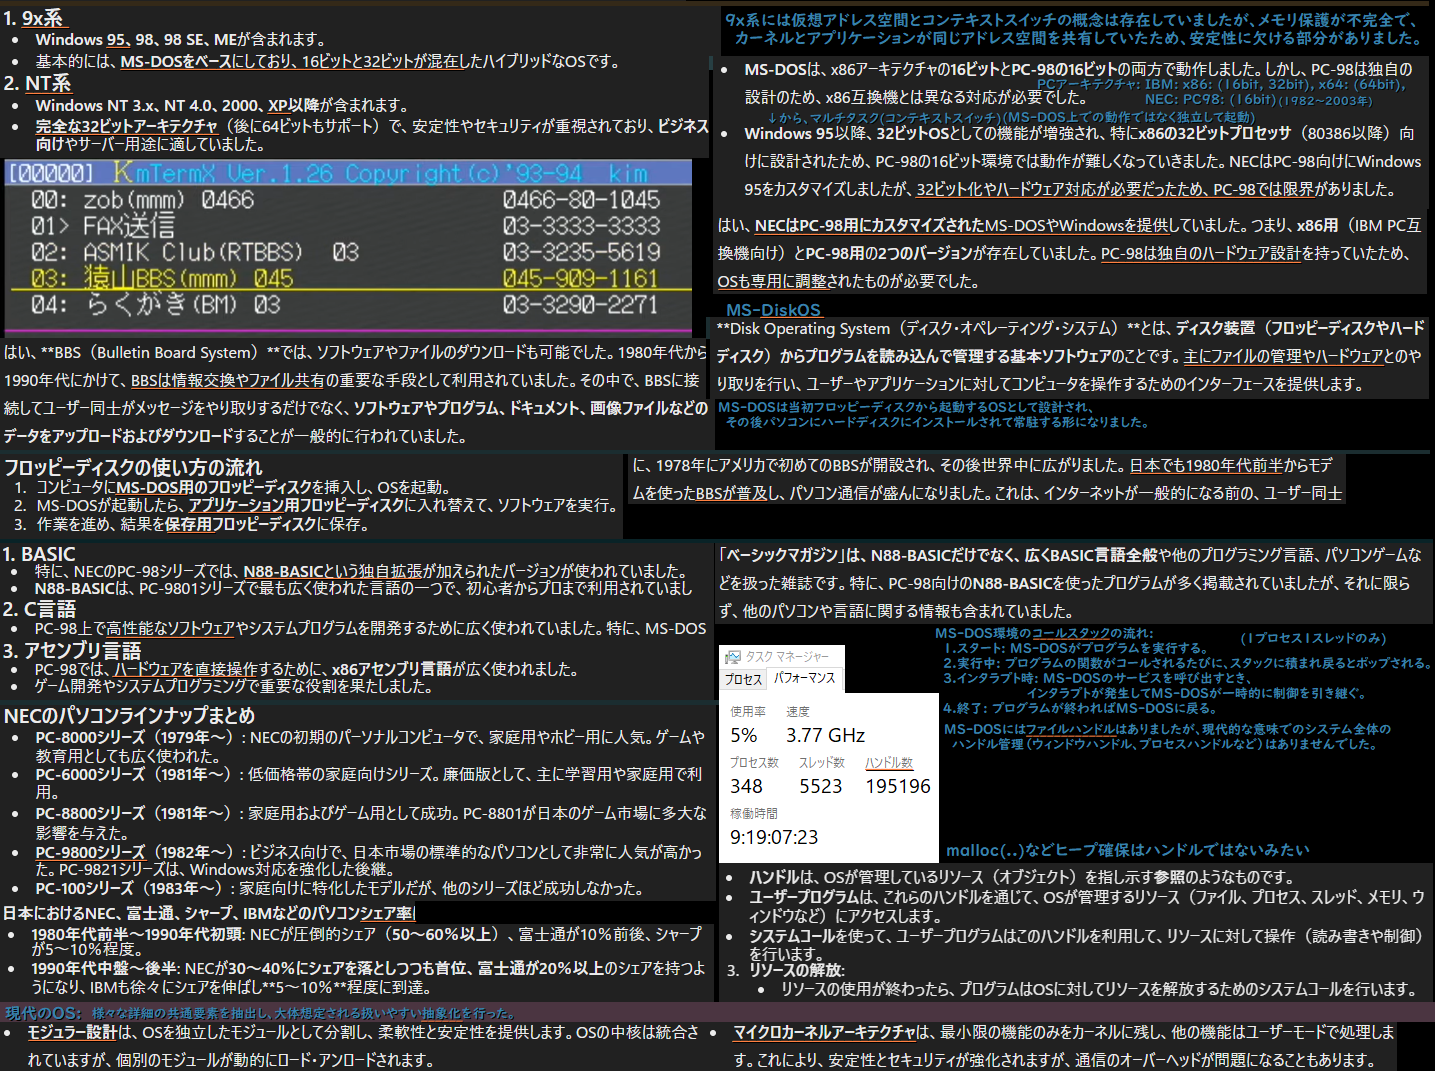 1. 9x系
• Windows 95、98、98 SE、MEが含まれます。
• 基本的には、MS-DOSをベースにしており、16ビットと32ビットが混在したハイブリッドなOSです。
2. NT系
• Windows NT 3.x、NT 4.0、2000、XP以降が含まれます。
• 完全な32ビットアーキテクチャ（後に64ビットもサポート）で、安定性やセキュリティが重視されており、ビジネス
向けやサーバー用途に適していました。
[00000] KmTermX Ver.1.26 Copyright(c)'93-94 kim
00: zob(mmm) 0466 0466-80-1045
01> FAX送信 03-3333-3333
02: ASMIK Club(RTBBS) 03 03-3235-5619
03: 猿山BBS(mmm) 045 045-909-1161
04: らくがき(BM) 03 03-3290-2271
はい、**BBS（Bulletin Board System）**では、ソフトウェアやファイルのダウンロードも可能でした。1980年代から
1990年代にかけて、BBSは情報交換やファイル共有の重要な手段として利用されていました。その中で、BBSに接
続してユーザー同士がメッセージをやり取りするだけでなく、ソフトウェアやプログラム、ドキュメント、画像ファイルなどの
データをアップロードおよびダウンロードすることが一般的に行われていました。
9x系には仮想アドレス空間とコンテキストスイッチの概念は存在していましたが、メモリ保護が不完全で、
カーネルとアプリケーションが同じアドレス空間を共有していたため、安定性に欠ける部分がありました。
• MS-DOSは、x86アーキテクチャの16ビットとPC-98の16ビットの両方で動作しました。しかし、PC-98は独自の
設計のため、x86互換機とは異なる対応が必要でした。
PCアーキテクチャ: IBM: x86: (16bit, 32bit), x64: (64bit),
NEC: PC98: (16bit)(1982~2003年)
↓から、マルチタスク(コンテキストスイッチ)(MS-DOS上での動作ではなく独立して起動)
• Windows 95以降、32ビットOSとしての機能が増強され、特にx86の32ビットプロセッサ（80386以降）向
けに設計されたため、PC-98の16ビット環境では動作が難しくなっていきました。NECはPC-98向けにWindows
95をカスタマイズしましたが、32ビット化やハードウェア対応が必要だったため、PC-98では限界がありました。
はい、NECはPC-98用にカスタマイズされたMS-DOSやWindowsを提供していました。つまり、x86用（IBM PC互
換機向け）とPC-98用の2つのバージョンが存在していました。PC-98は独自のハードウェア設計を持っていたため、
OSも専用に調整されたものが必要でした。
MS-DiskOS
**Disk Operating System（ディスク・オペレーティング・システム）**とは、ディスク装置（フロッピーディスクやハード
ディスク）からプログラムを読み込んで管理する基本ソフトウェアのことです。主にファイルの管理やハードウェアとのや
り取りを行い、ユーザーやアプリケーションに対してコンピュータを操作するためのインターフェースを提供します。
MS-DOSは当初フロッピーディスクから起動するOSとして設計され、
その後パソコンにハードディスクにインストールされて常駐する形になりました。
フロッピーディスクの使い方の流れ
1. コンピュータにMS-DOS用のフロッピーディスクを挿入し、OSを起動。
2. MS-DOSが起動したら、アプリケーション用フロッピーディスクに入れ替えて、ソフトウェアを実行。
3. 作業を進め、結果を保存用フロッピーディスクに保存。
に、1978年にアメリカで初めてのBBSが開設され、その後世界中に広がりました。日本でも1980年代前半からモデ
ムを使ったBBSが普及し、パソコン通信が盛んになりました。これは、インターネットが一般的になる前の、ユーザー同士
1. BASIC
• 特に、NECのPC-98シリーズでは、N88-BASICという独自拡張が加えられたバージョンが使われていました。
• N88-BASICは、PC-9801シリーズで最も広く使われた言語の一つで、初心者からプロまで利用されていまし
2. C言語
• PC-98上で高性能なソフトウェアやシステムプログラムを開発するために広く使われていました。特に、MS-DOS
3. アセンブリ言語
• PC-98では、ハードウェアを直接操作するために、x86アセンブリ言語が広く使われました。
• ゲーム開発やシステムプログラミングで重要な役割を果たしました。
「ベーシックマガジン」は、N88-BASICだけでなく、広くBASIC言語全般や他のプログラミング言語、パソコンゲームな
どを扱った雑誌です。特に、PC-98向けのN88-BASICを使ったプログラムが多く掲載されていましたが、それに限ら
ず、他のパソコンや言語に関する情報も含まれていました。
NECのパソコンラインナップまとめ
• PC-8000シリーズ（1979年～）: NECの初期のパーソナルコンピュータで、家庭用やホビー用に人気。ゲームや
教育用としても広く使われた。
• PC-6000シリーズ（1981年～）: 低価格帯の家庭向けシリーズ。廉価版として、主に学習用や家庭用で利
用。
• PC-8800シリーズ（1981年～）: 家庭用およびゲーム用として成功。PC-8801が日本のゲーム市場に多大な
影響を与えた。
• PC-9800シリーズ（1982年～）: ビジネス向けで、日本市場の標準的なパソコンとして非常に人気が高かっ
た。PC-9821シリーズは、Windows対応を強化した後継。
• PC-100シリーズ（1983年～）: 家庭向けに特化したモデルだが、他のシリーズほど成功しなかった。
日本におけるNEC、富士通、シャープ、IBMなどのパソコンシェア率
• 1980年代前半～1990年代初頭: NECが圧倒的シェア（50～60%以上）、富士通が10%前後、シャープ
が5～10%程度。
• 1990年代中盤～後半: NECが30～40%にシェアを落としつつも首位、富士通が20%以上のシェアを持つよ
うになり、IBMも徐々にシェアを伸ばし**5～10%**程度に到達。
MS-DOS環境のコールスタックの流れ: (1プロセス1スレッドのみ)
1.スタート: MS-DOSがプログラムを実行する。
2.実行中: プログラムの関数がコールされるたびに、スタックに積まれ戻るとポップされる。
3.インタラプト時: MS-DOSのサービスを呼び出すとき、
インタラプトが発生してMS-DOSが一時的に制御を引き継ぐ。
4.終了: プログラムが終わればMS-DOSに戻る。
MS-DOSにはファイルハンドルはありましたが、現代的な意味でのシステム全体の
ハンドル管理(ウィンドウハンドル、プロセスハンドルなど)はありませんでした。
タスク マネージャー
プロセス パフォーマンス
使用率 速度
5% 3.77 GHz
プロセス数 スレッド数 ハンドル数
348 5523 195196
稼働時間
9:19:07:23
malloc(..)などヒープ確保はハンドルではないみたい
• ハンドルは、OSが管理しているリソース（オブジェクト）を指し示す参照のようなものです。
• ユーザープログラムは、これらのハンドルを通じて、OSが管理するリソース（ファイル、プロセス、スレッド、メモリ、ウ
ィンドウなど）にアクセスします。
• システムコールを使って、ユーザープログラムはこのハンドルを利用して、リソースに対して操作（読み書きや制御）
を行います。
3. リソースの解放:
• リソースの使用が終わったら、プログラムはOSに対してリソースを解放するためのシステムコールを行います。
現代のOS: 様々な詳細の共通要素を抽出し、大体想定される扱いやすい抽象化を行った。
• モジュラー設計は、OSを独立したモジュールとして分割し、柔軟性と安定性を提供します。OSの中核は統合さ
れていますが、個別のモジュールが動的にロード・アンロードされます。
• マイクロカーネルアーキテクチャは、最小限の機能のみをカーネルに残し、他の機能はユーザーモードで処理しま
す。これにより、安定性とセキュリティが強化されますが、通信のオーバーヘッドが問題になることもあります。